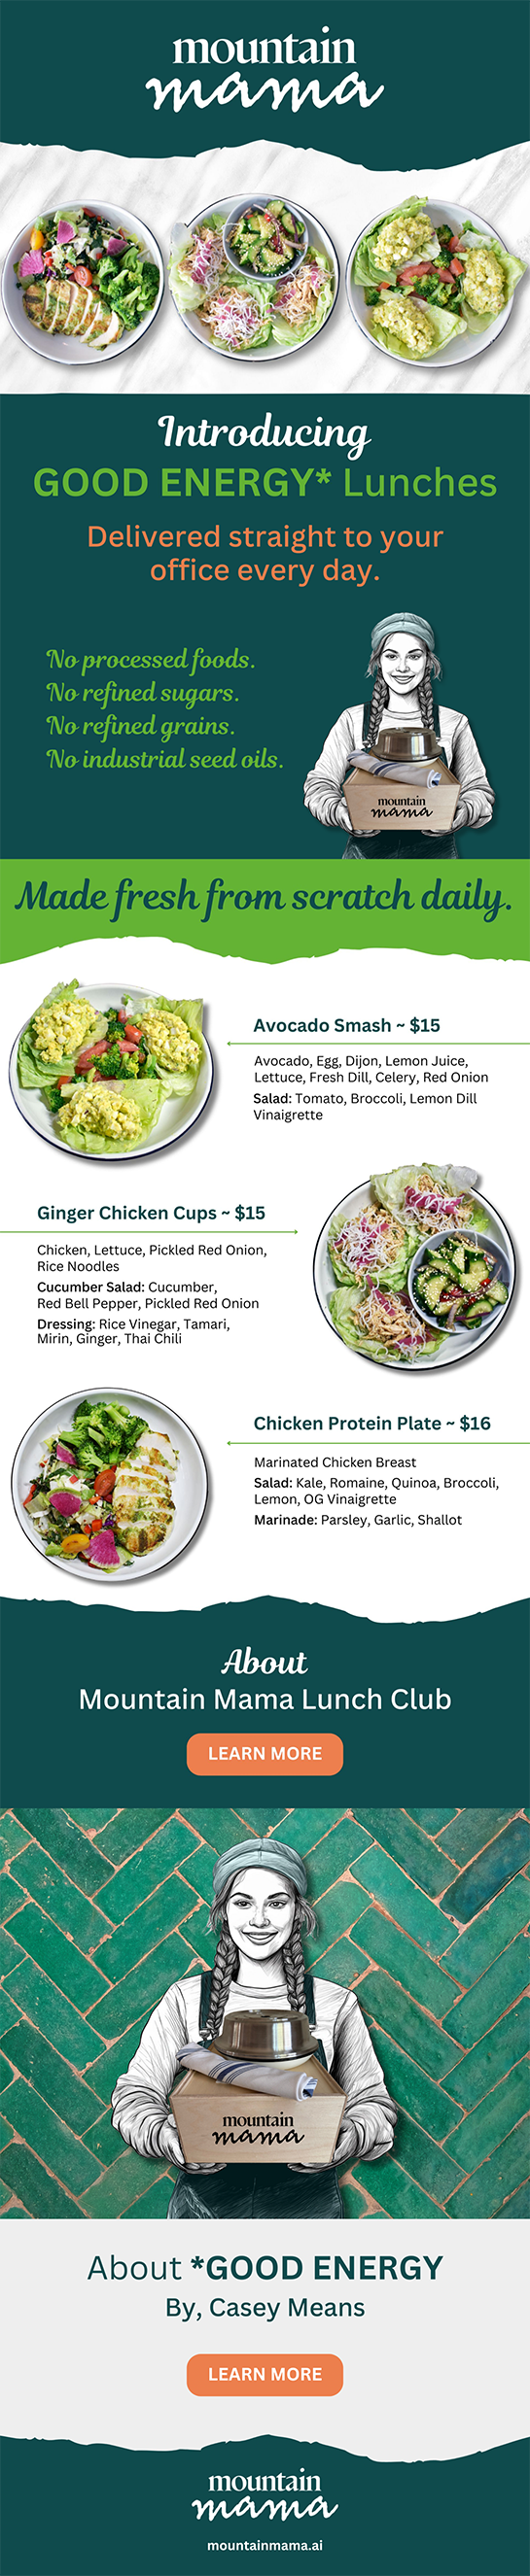 mountain
mama
Introducing
GOOD ENERGY* Lunches
Delivered straight to your
office every day.
No processed foods.
No refined sugars.
No refined grains.
No industrial seed oils.
mountain
mama
Made fresh from scratch daily.
Avocado Smash ~ $15
Avocado, Egg, Dijon, Lemon Juice,
Lettuce, Fresh Dill, Celery, Red Onion
Salad: Tomato, Broccoli, Lemon Dill
Vinaigrette
Ginger Chicken Cups ~ $15
Chicken, Lettuce, Pickled Red Onion,
Rice Noodles
Cucumber Salad: Cucumber,
Red Bell Pepper, Pickled Red Onion
Dressing: Rice Vinegar, Tamari,
Mirin, Ginger, Thai Chili
Chicken Protein Plate ~ $16
Marinated Chicken Breast
Salad: Kale, Romaine, Quinoa, Broccoli,
Lemon, OG Vinaigrette
Marinade: Parsley, Garlic, Shallot
About
Mountain Mama Lunch Club
LEARN MORE
mountain
mama
About *GOOD ENERGY
By, Casey Means
LEARN MORE
mountain
mama
mountainmama.ai